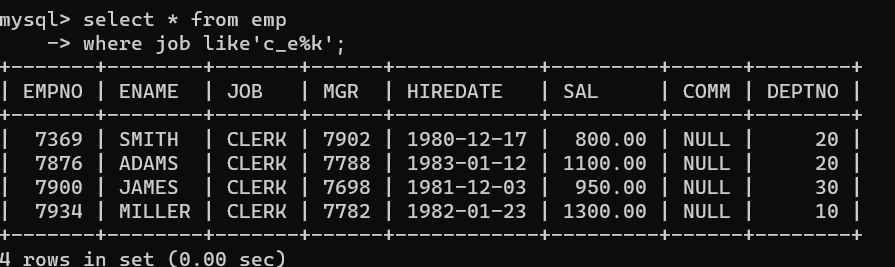 mysql> select * from emp
    -> where job like'c_e%k';
+-------+--------+-------+------+------------+---------+------+--------+
| EMPNO | ENAME  | JOB   | MGR  | HIREDATE   | SAL     | COMM | DEPTNO |
+-------+--------+-------+------+------------+---------+------+--------+
|  7369 | SMITH  | CLERK | 7902 | 1980-12-17 |  800.00 | NULL |     20 |
|  7876 | ADAMS  | CLERK | 7788 | 1983-01-12 | 1100.00 | NULL |     20 |
|  7900 | JAMES  | CLERK | 7698 | 1981-12-03 |  950.00 | NULL |     30 |
|  7934 | MILLER | CLERK | 7782 | 1982-01-23 | 1300.00 | NULL |     10 |
+-------+--------+-------+------+------------+---------+------+--------+
4 rows in set (0.00 sec)